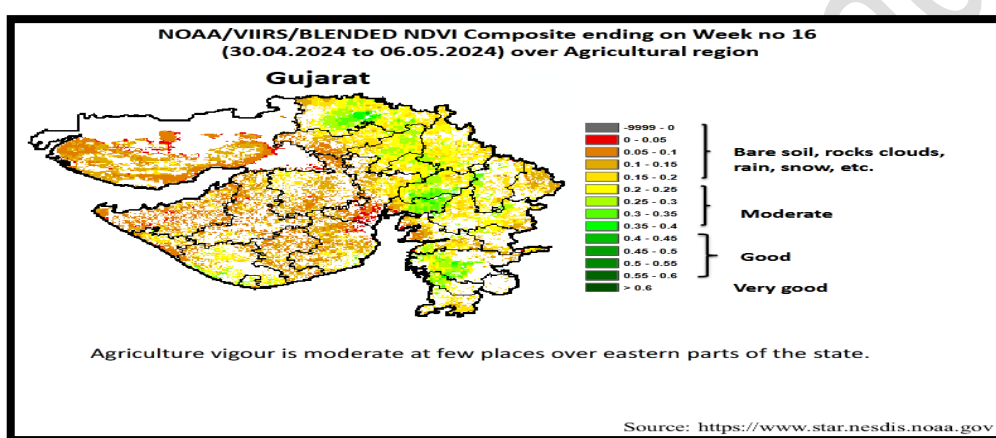 NOAA/VIIRS/BLENDED NDVI Composite ending on Week no 16
(30.04.2024 to 06.05.2024) over Agricultural region
Gujarat
-9999 - 0
0 - 0.05
0.05 - 0.1
0.1 - 0.15
0.15 - 0.2
0.2 - 0.25
0.25 - 0.3
0.3 - 0.35
0.35 - 0.4
0.4 - 0.45
0.45 - 0.5
0.5 - 0.55
0.55 - 0.6
> 0.6
Bare soil, rocks clouds,
rain, snow, etc.
Moderate
Good
Very good
Agriculture vigour is moderate at few places over eastern parts of the state.
Source: https://www.star.nesdis.noaa.gov